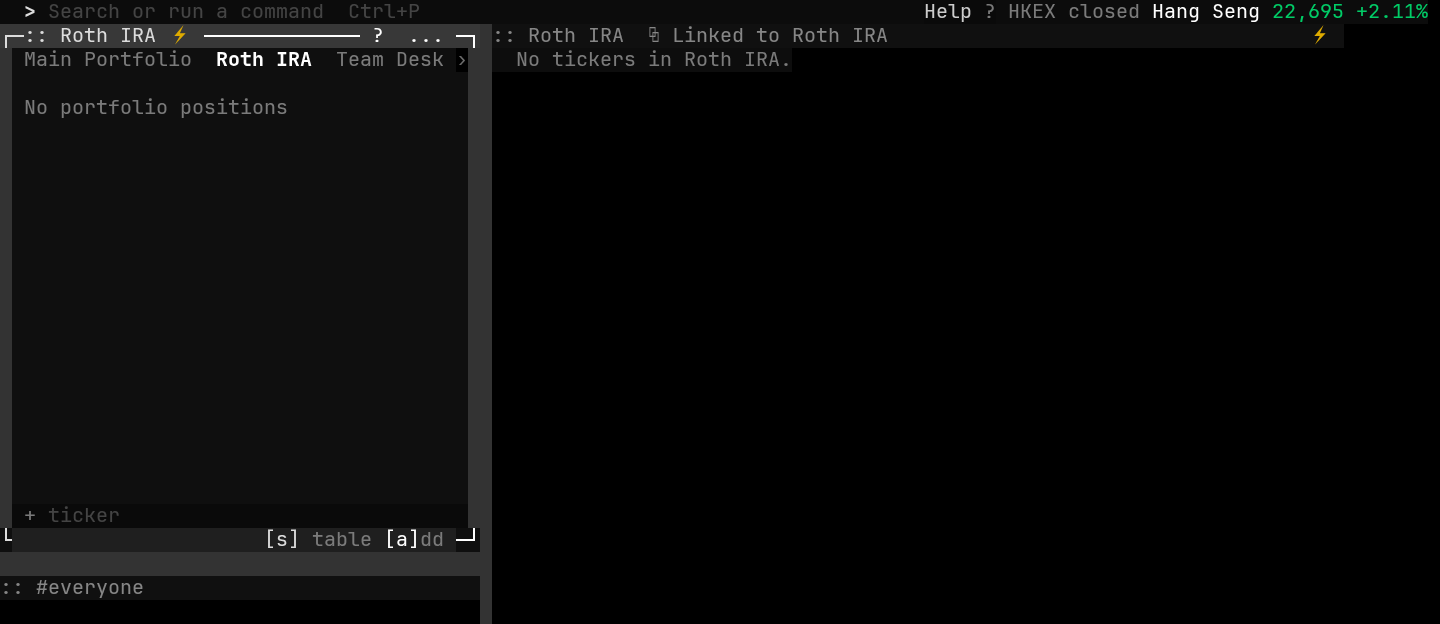 > Search or run a command Ctrl+P
Help ? HKEX closed Hang Seng 22,695 +2.11%
:: Roth IRA ⚡ ? ...
Main Portfolio Roth IRA Team Desk ›
No portfolio positions
+ ticker
[s] table [a]dd
:: #everyone
:: Roth IRA Linked to Roth IRA ⚡
No tickers in Roth IRA.